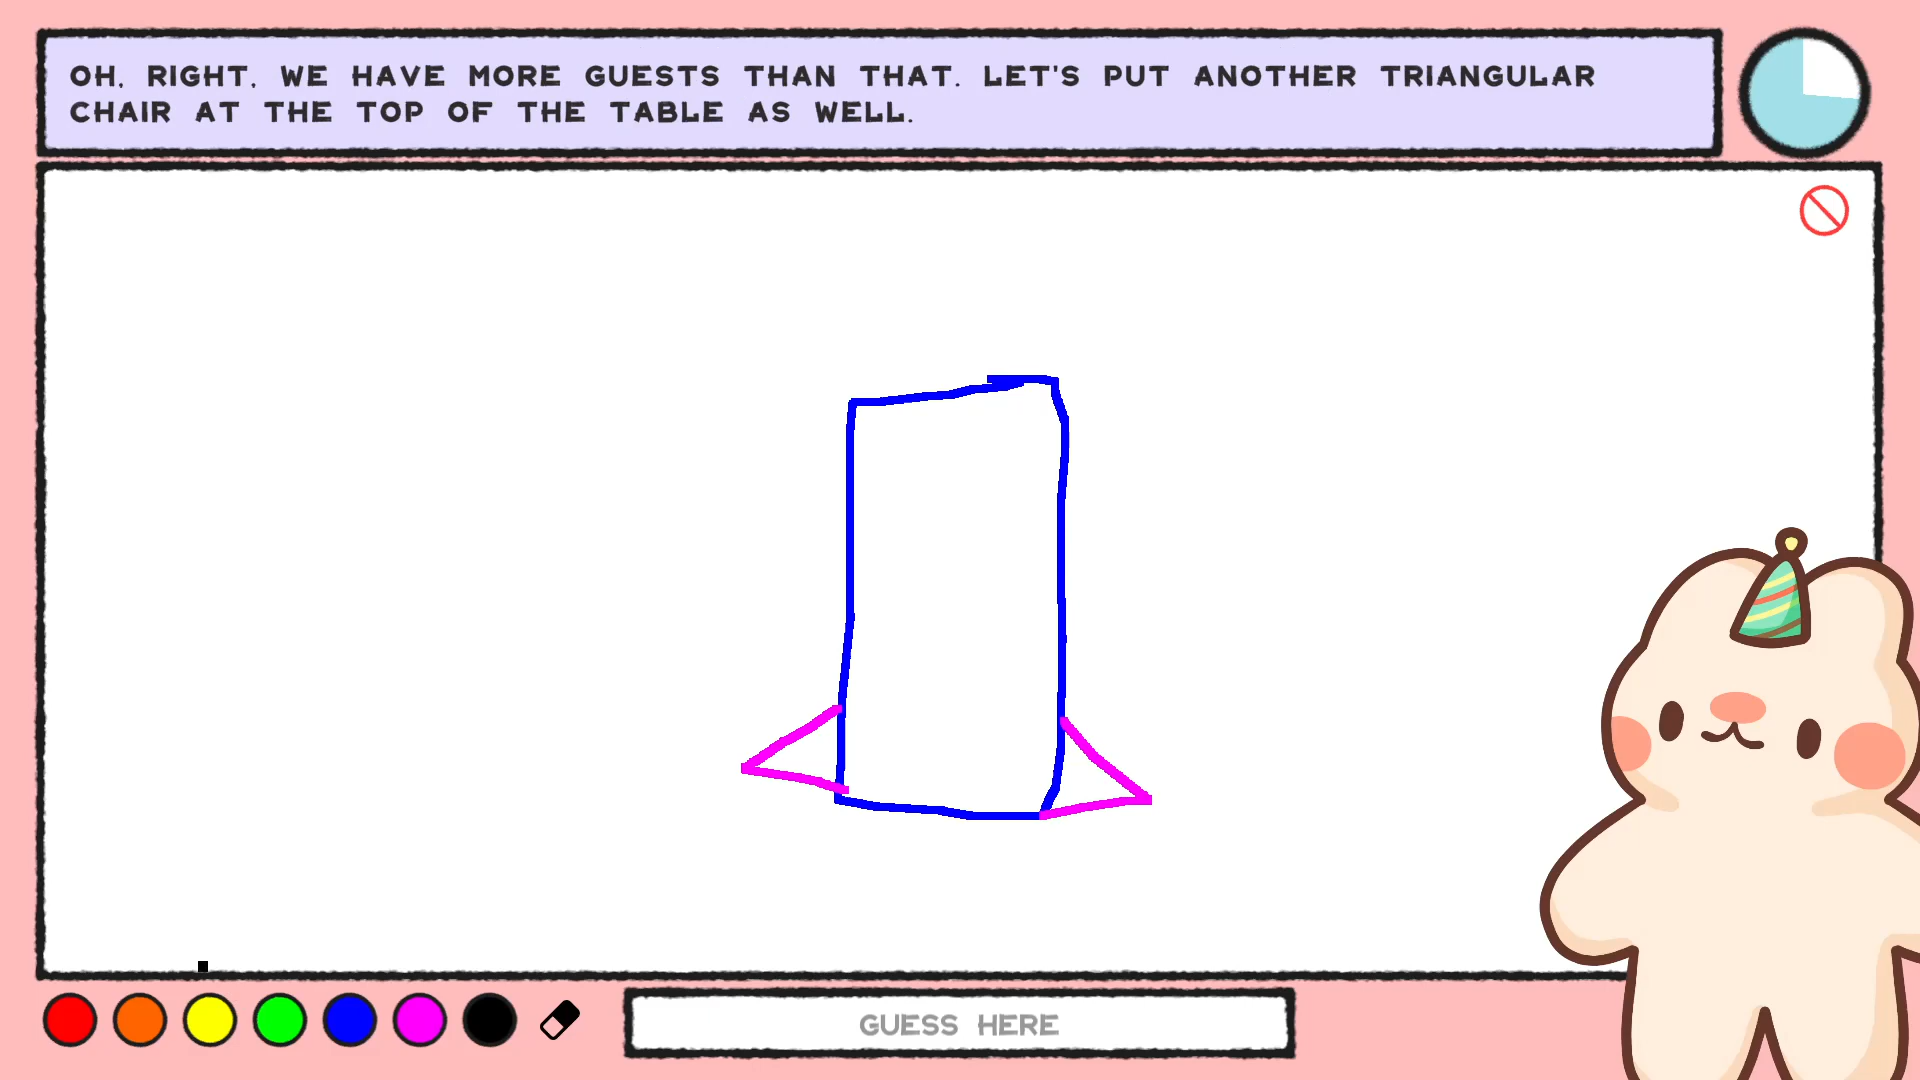 OH, RIGHT, WE HAVE MORE GUESTS THAN THAT. LET'S PUT ANOTHER TRIANGULAR
CHAIR AT THE TOP OF THE TABLE AS WELL.
GUESS HERE